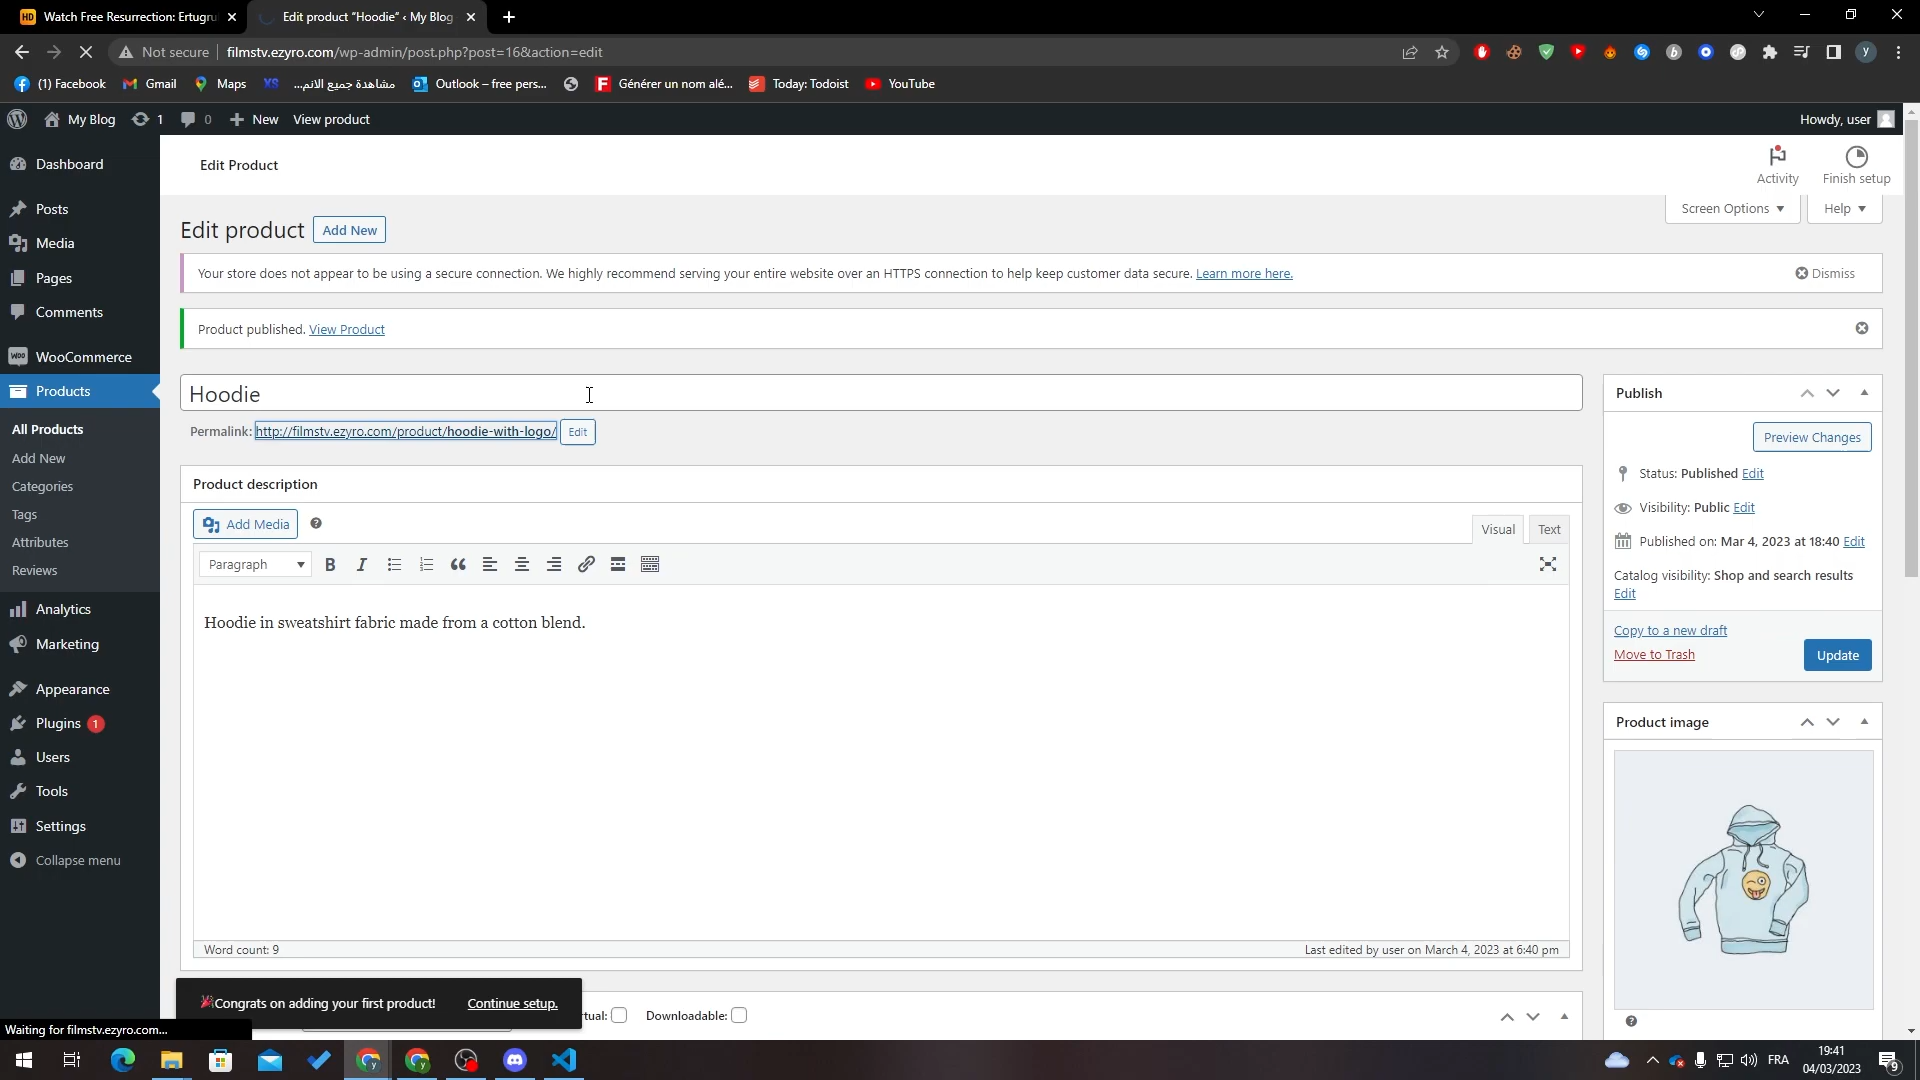 Watch Free Resurrection: Ertugru
Edit product "Hoodie" ‹ My Blog
Not secure
filmstv.ezyro.com/wp-admin/post.php?post=16&action=edit
(1) Facebook
Gmail
Maps
مشاهدة جميع الانم...
Outlook – free pers...
Générer un nom alé...
Today: Todoist
YouTube
My Blog
1
0
New
View product
Howdy, user
Dashboard
Posts
Media
Pages
Comments
WooCommerce
Products
All Products
Add New
Categories
Tags
Attributes
Reviews
Analytics
Marketing
Appearance
Plugins 1
Users
Tools
Settings
Collapse menu
Edit Product
Activity
Finish setup
Screen Options
Help
Edit product
Add New
Your store does not appear to be using a secure connection. We highly recommend serving your entire website over an HTTPS connection to help keep customer data secure. Learn more here.
Dismiss
Product published. View Product
Hoodie
Permalink: http://filmstv.ezyro.com/product/hoodie-with-logo/
Edit
Product description
Add Media
Visual
Text
Paragraph
Hoodie in sweatshirt fabric made from a cotton blend.
Word count: 9
Last edited by user on March 4, 2023 at 6:40 pm
Publish
Preview Changes
Status: Published Edit
Visibility: Public Edit
Published on: Mar 4, 2023 at 18:40 Edit
Catalog visibility: Shop and search results
Edit
Copy to a new draft
Move to Trash
Update
Product image
Congrats on adding your first product!
Continue setup.
Downloadable:
Waiting for filmstv.ezyro.com...
FRA
19:41
04/03/2023
9